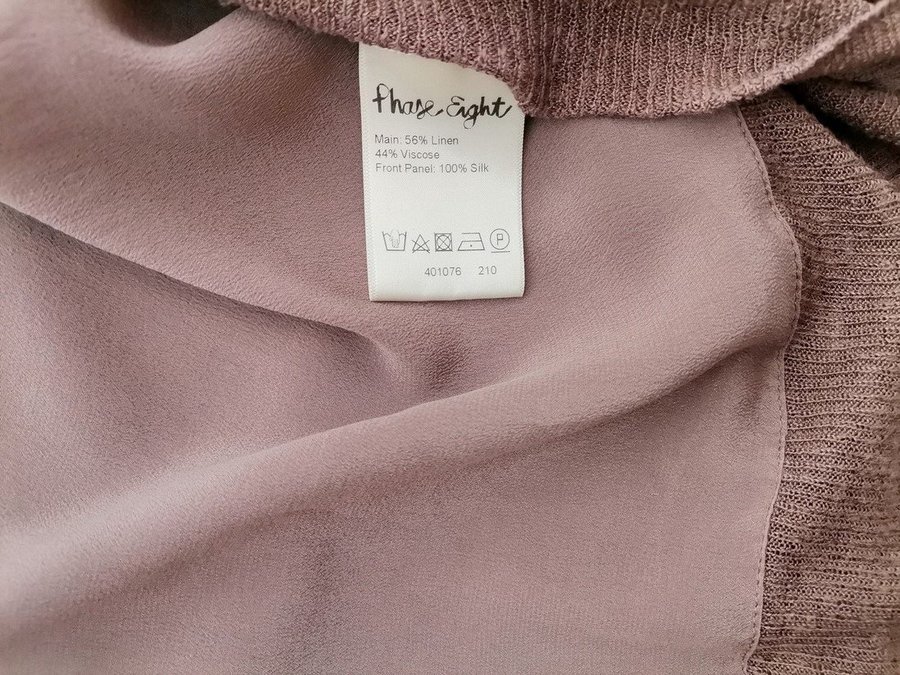 Phase Eight
Main: 56% Linen
44% Viscose
Front Panel: 100% Silk
P
401076 210